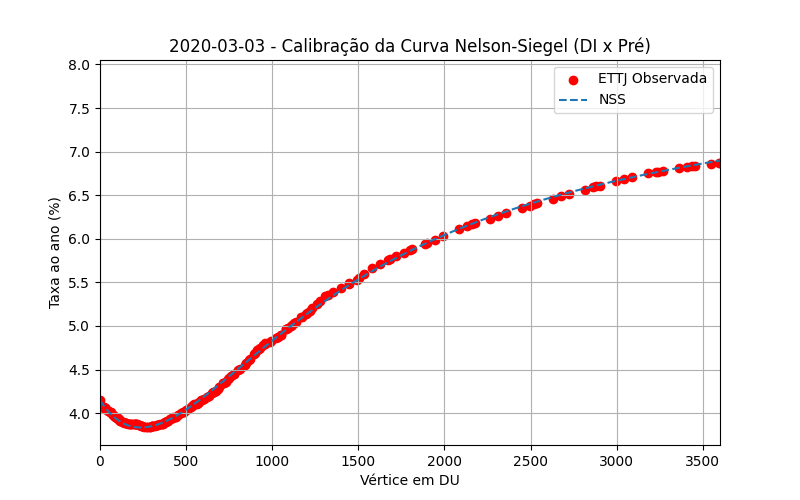 2020-03-03 - Calibração da Curva Nelson-Siegel (DI x Pré)
ETTJ Observada
NSS
Taxa ao ano (%)
8.0
7.5
7.0
6.5
6.0
5.5
5.0
4.5
4.0
0 500 1000 1500 2000 2500 3000 3500
Vértice em DU